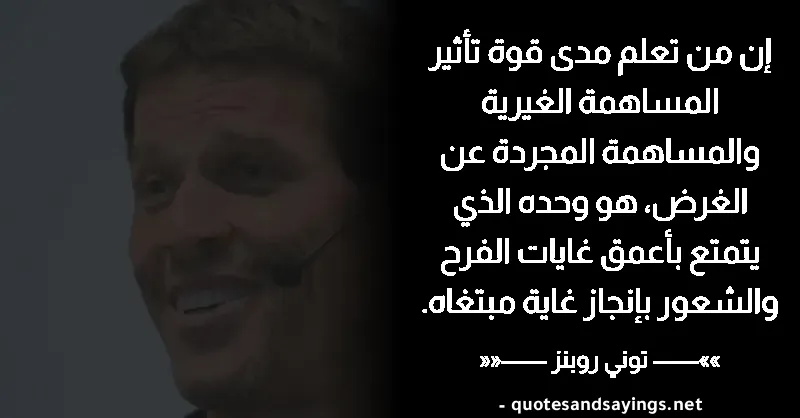 إن من تعلم مدى قوة تأثير
المساهمة الغيرية
والمساهمة المجردة عن
الغرض، هو وحده الذي
يتمتع بأعمق غايات الفرح
والشعور بإنجاز غاية مبتغاه.
»»—— توني روبنز ——««
- quotesandsayings.net